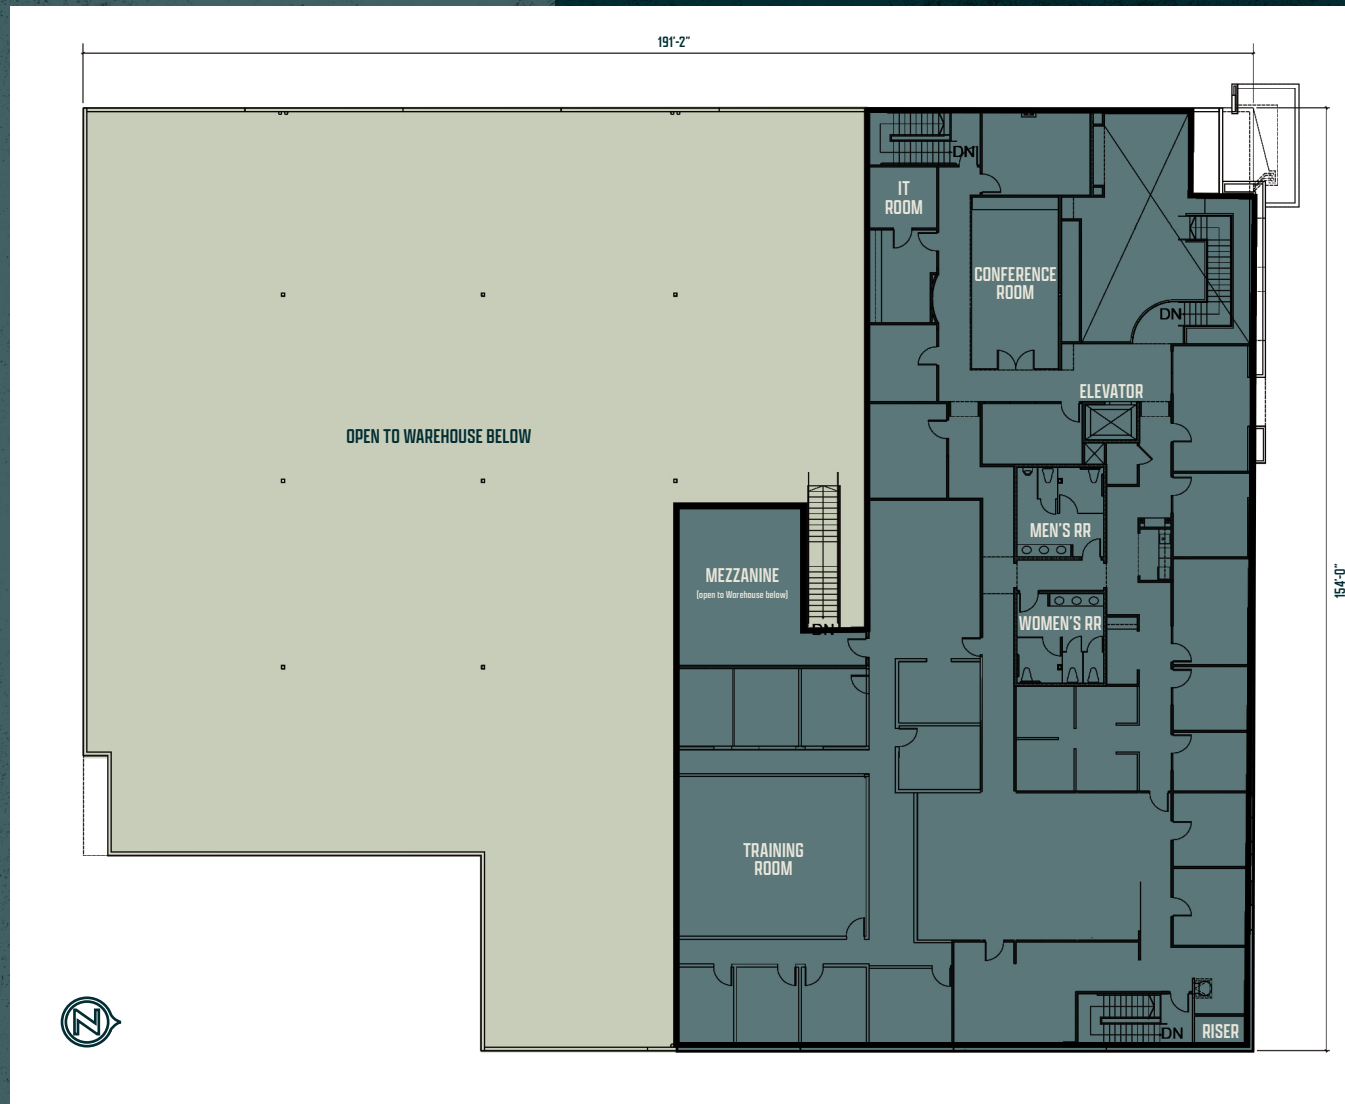 191'-2"
DN
IT
ROOM
CONFERENCE
ROOM
DN
ELEVATOR
OPEN TO WAREHOUSE BELOW
MEN'S RR
MEZZANINE
(open to Warehouse below)
154'-0"
WOMEN'S RR
DN
TRAINING
ROOM
N
DN
RISER